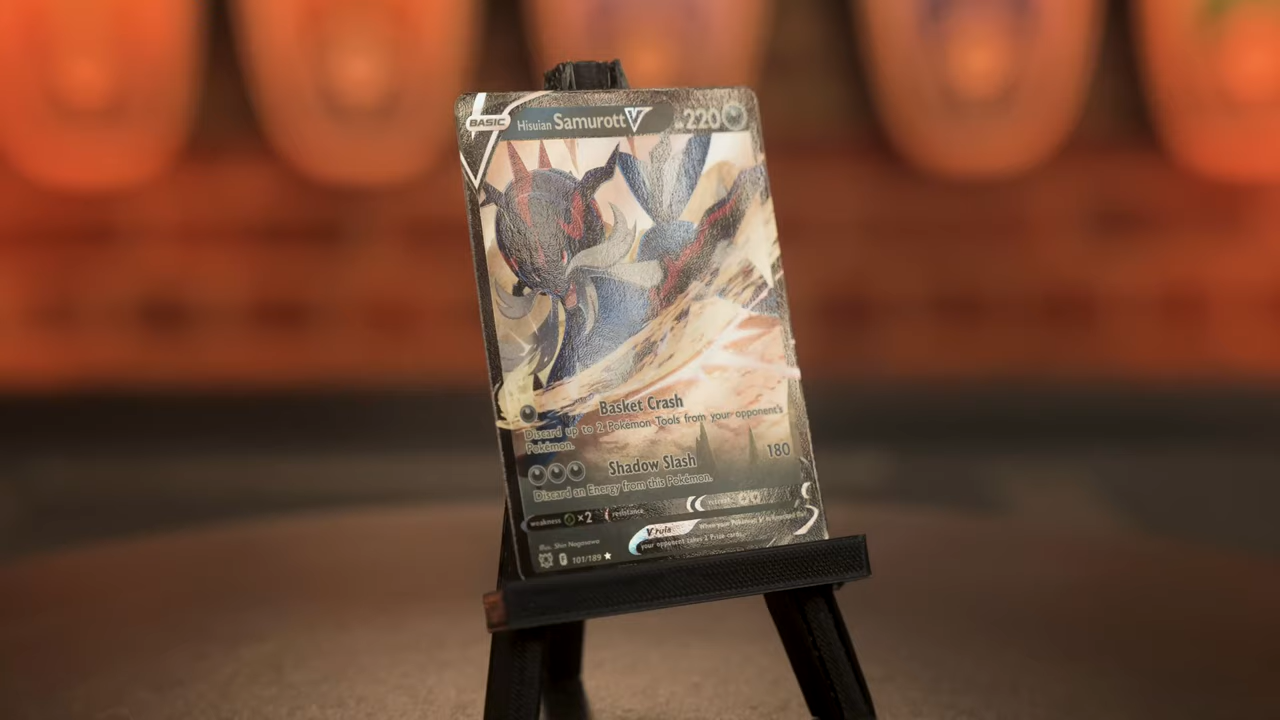 BASIC
Hisuian Samurott V 220
Basket Crash
Discard up to 2 Pokémon Tools from your opponent's
Pokémon.
Shadow Slash 180
Discard an Energy from this Pokémon.
weakness ×2 resistance
V rule When your Pokémon V is Knocked Out,
your opponent takes 2 Prize cards.
Illus. Shin Nagasawa
101/189